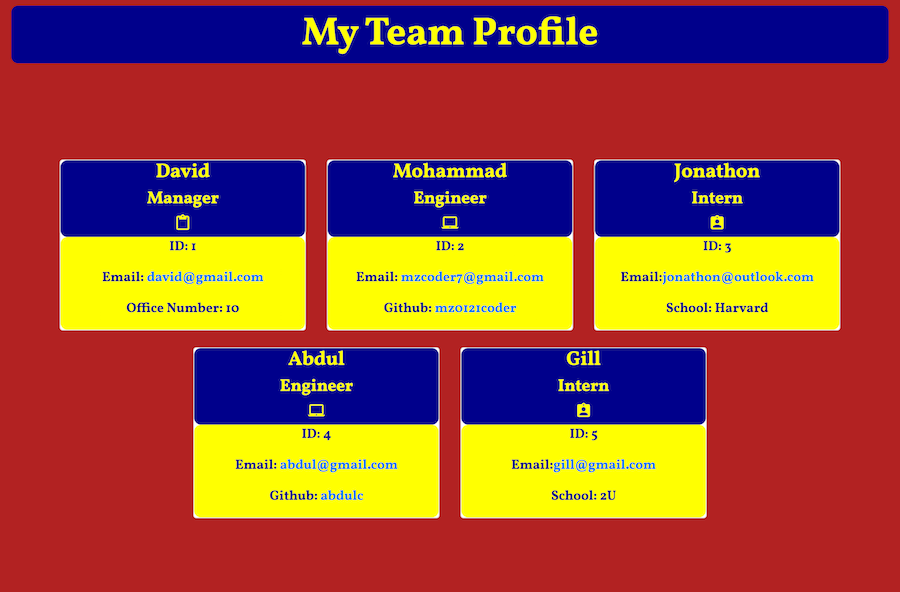 My Team Profile
David
Manager
ID: 1
Email: david@gmail.com
Office Number: 10
Mohammad
Engineer
ID: 2
Email: mzcoder7@gmail.com
Github: mz0121coder
Jonathon
Intern
ID: 3
Email:jonathon@outlook.com
School: Harvard
Abdul
Engineer
ID: 4
Email: abdul@gmail.com
Github: abdulc
Gill
Intern
ID: 5
Email:gill@gmail.com
School: 2U